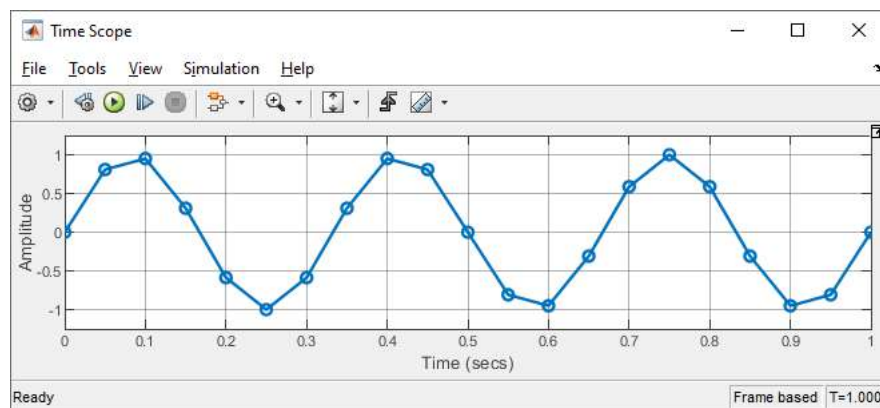 Time Scope
File Tools View Simulation Help
1
0.5
0
-0.5
-1
Amplitude
0 0.1 0.2 0.3 0.4 0.5 0.6 0.7 0.8 0.9 1
Time (secs)
Ready Frame based T=1.000